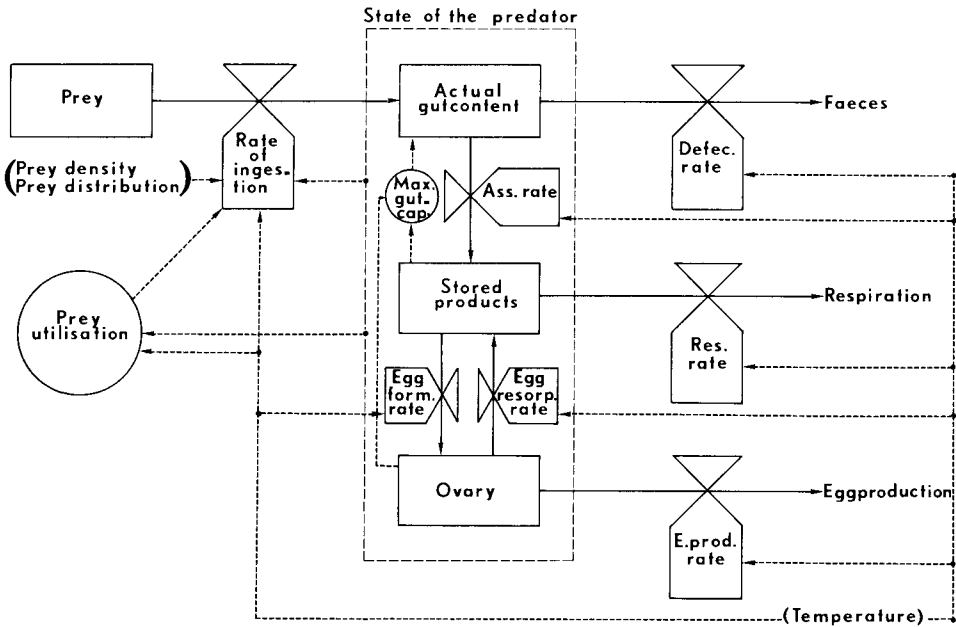 State of the predator
Prey
Actual
gutcontent
Faeces
Rate
of
inges-
tion
(Prey density
Prey distribution)
Max.
gut-
cap.
Ass. rate
Defec.
rate
Stored
products
Respiration
Prey
utilisation
Res.
rate
Egg
form.
rate
Egg
resorp.
rate
Ovary
Eggproduction
E.prod.
rate
(Temperature)